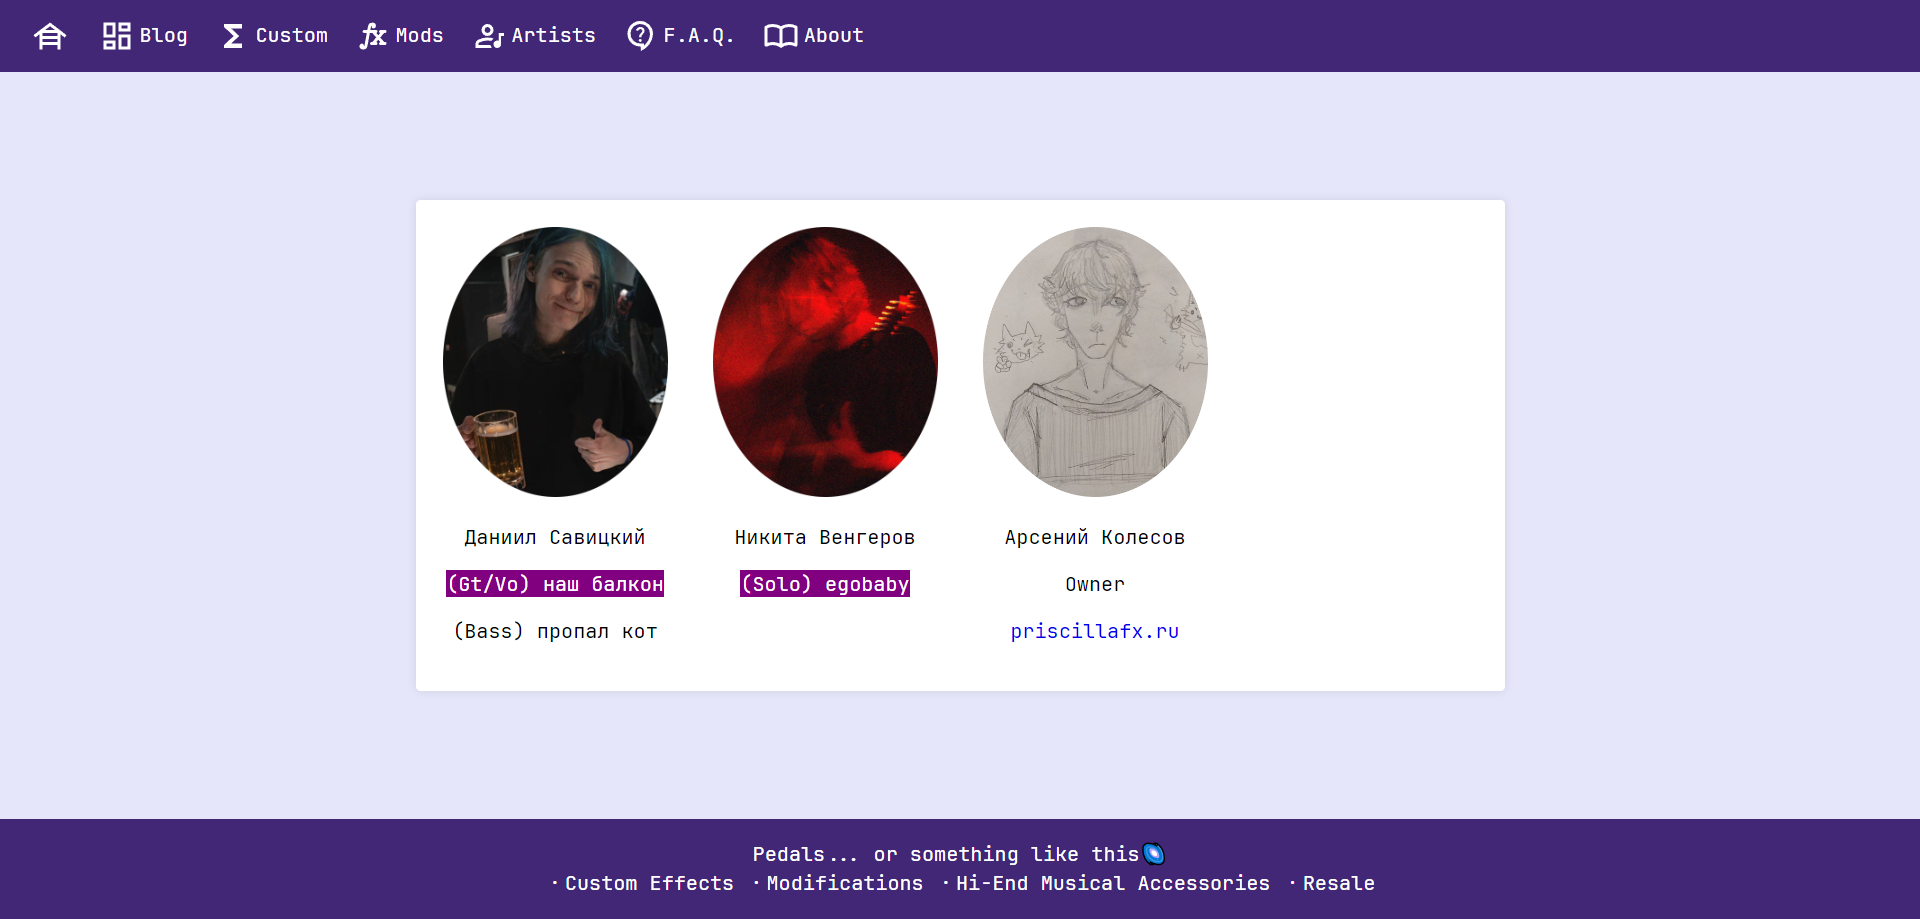 Blog Custom Mods Artists F.A.Q. About
Даниил Савицкий
(Gt/Vo) наш балкон
(Bass) пропал кот
Никита Венгеров
(Solo) egobaby
Арсений Колесов
Owner
priscillafx.ru
Pedals... or something like this
·Custom Effects ·Modifications ·Hi-End Musical Accessories ·Resale